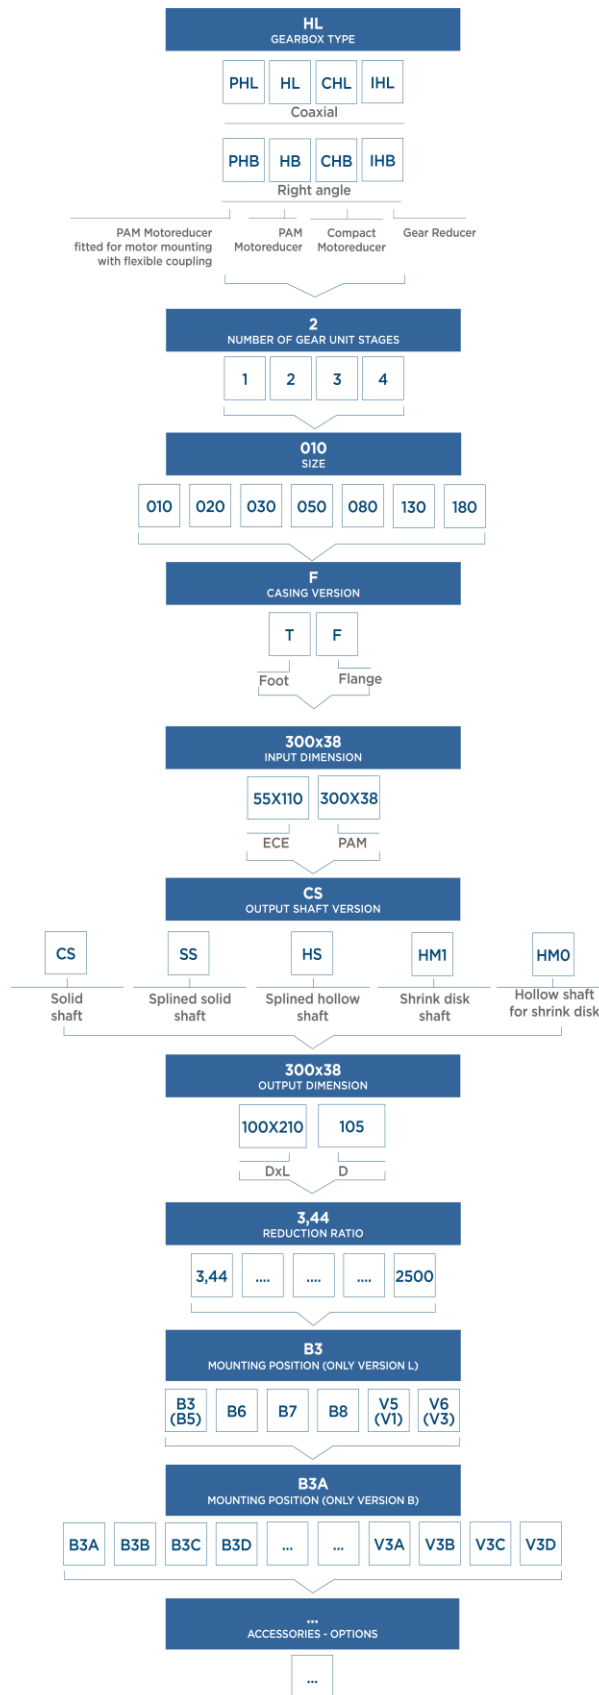 HL
GEARBOX TYPE
PHL HL CHL IHL
Coaxial
PHB HB CHB IHB
Right angle
PAM Motoreducer
fitted for motor mounting
with flexible coupling
PAM
Motoreducer
Compact
Motoreducer
Gear Reducer
2
NUMBER OF GEAR UNIT STAGES
1 2 3 4
010
SIZE
010 020 030 050 080 130 180
F
CASING VERSION
T F
Foot Flange
300x38
INPUT DIMENSION
55X110 300X38
ECE PAM
CS
OUTPUT SHAFT VERSION
CS SS HS HM1 HM0
Solid
shaft
Splined solid
shaft
Splined hollow
shaft
Shrink disk
shaft
Hollow shaft
for shrink disk
300x38
OUTPUT DIMENSION
100X210 105
DxL D
3,44
REDUCTION RATIO
3,44 .... .... .... 2500
B3
MOUNTING POSITION (ONLY VERSION L)
B3
(B5)
B6
B7
B8
V5
(V1)
V6
(V3)
B3A
MOUNTING POSITION (ONLY VERSION B)
B3A B3B B3C B3D ... ... V3A V3B V3C V3D
...
ACCESSORIES - OPTIONS
...